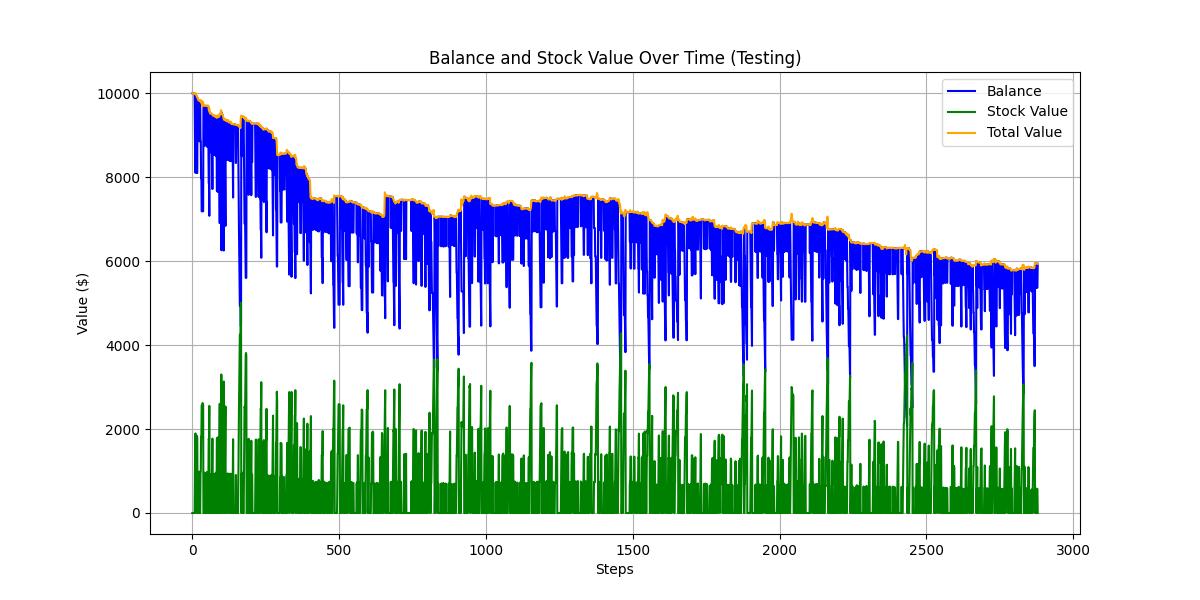 Balance and Stock Value Over Time (Testing)
Balance
Stock Value
Total Value
10000
8000
6000
4000
2000
0
Value ($)
0 500 1000 1500 2000 2500 3000
Steps